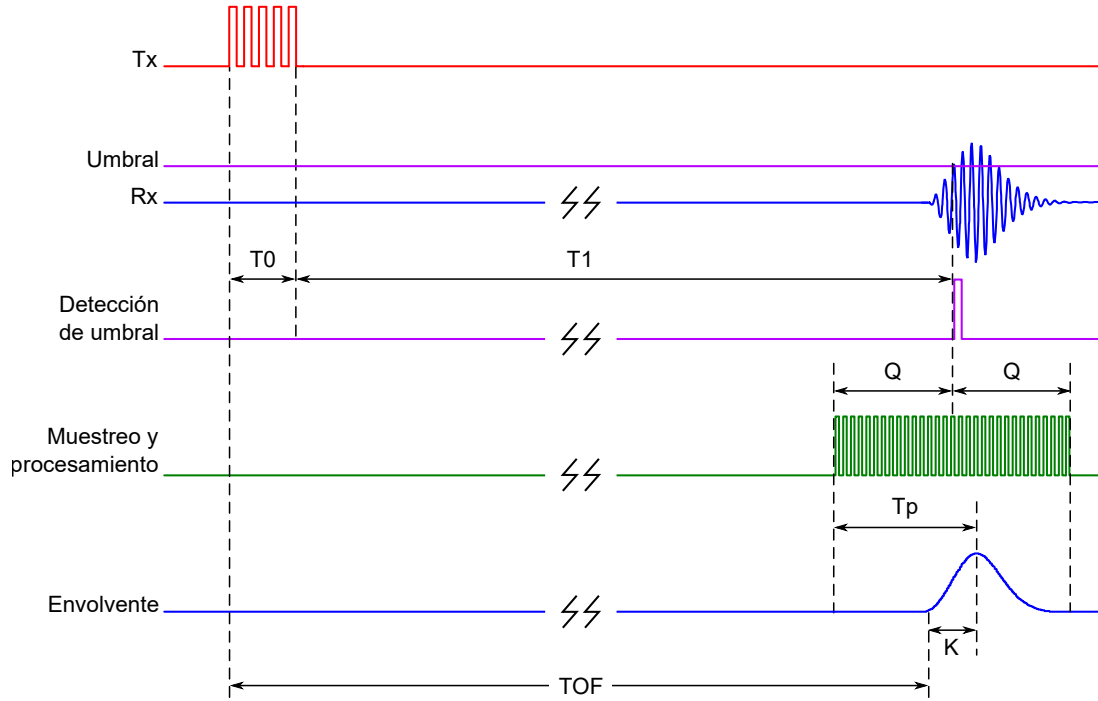 Tx
Umbral
Rx
T0
T1
Detección
de umbral
Q
Q
Muestreo y
procesamiento
Tp
Envolvente
K
TOF